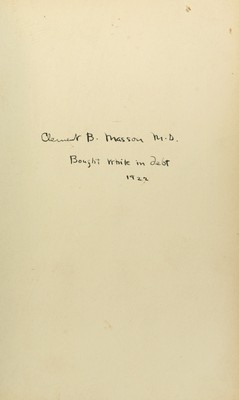 Clement B. Masson M.D.
Bought while in debt
1922